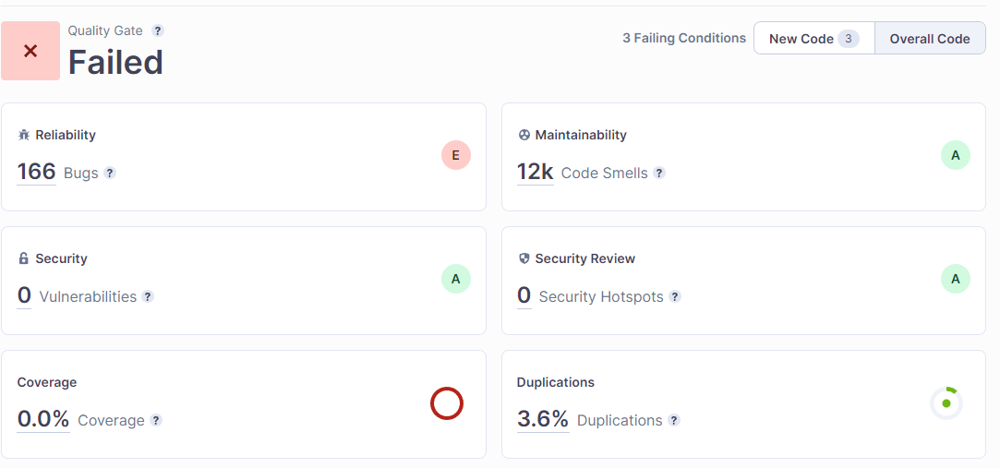 Quality Gate ?
Failed
3 Failing Conditions
New Code 3
Overall Code
Reliability
166 Bugs ?
E
Maintainability
12k Code Smells ?
A
Security
0 Vulnerabilities ?
A
Security Review
0 Security Hotspots ?
A
Coverage
0.0% Coverage ?
Duplications
3.6% Duplications ?